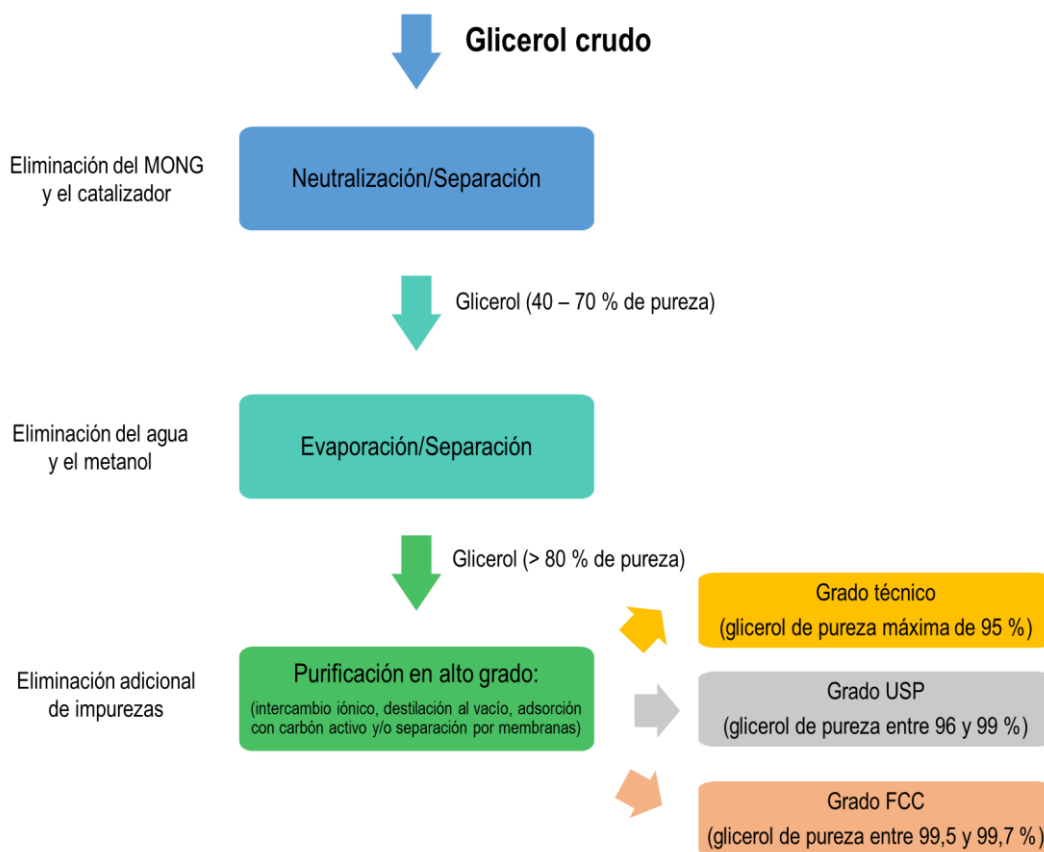 Glicerol crudo
Eliminación del MONG
y el catalizador
Neutralización/Separación
Glicerol (40 – 70 % de pureza)
Eliminación del agua
y el metanol
Evaporación/Separación
Glicerol (> 80 % de pureza)
Eliminación adicional
de impurezas
Purificación en alto grado:
(intercambio iónico, destilación al vacío, adsorción
con carbón activo y/o separación por membranas)
Grado técnico
(glicerol de pureza máxima de 95 %)
Grado USP
(glicerol de pureza entre 96 y 99 %)
Grado FCC
(glicerol de pureza entre 99,5 y 99,7 %)